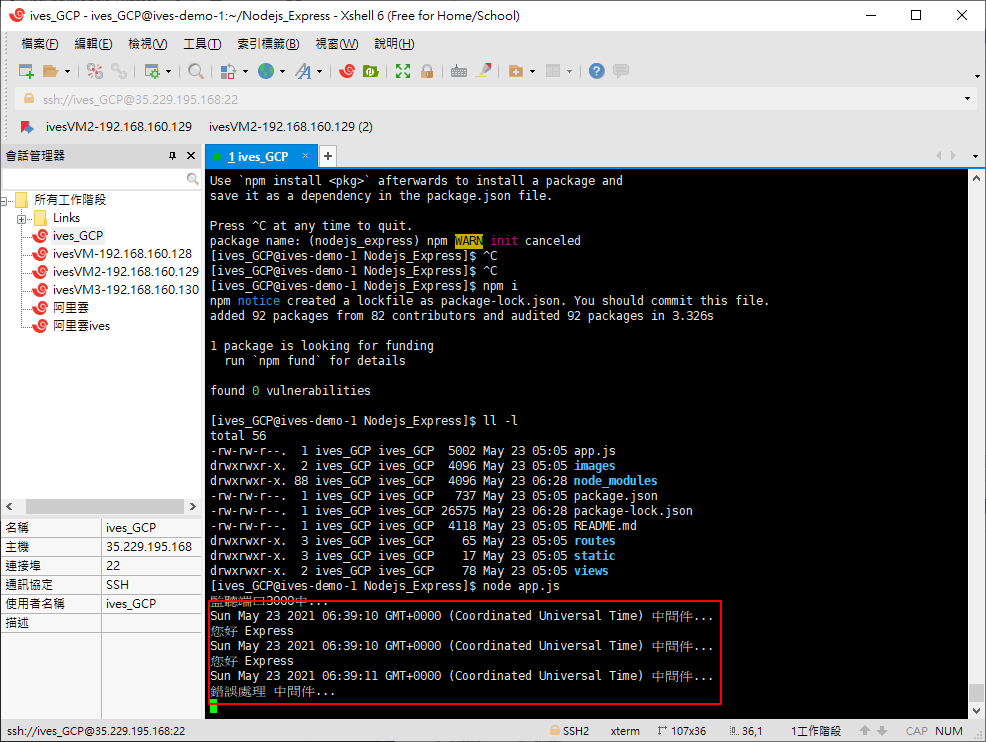 ives_GCP - ives_GCP@ives-demo-1:~/Nodejs_Express - Xshell 6 (Free for Home/School)
檔案(F) 編輯(E) 檢視(V) 工具(T) 索引標籤(B) 視窗(W) 說明(H)
ssh://ives_GCP@35.229.195.168:22
ivesVM2-192.168.160.129 ivesVM2-192.168.160.129 (2)
會話管理器
1 ives_GCP
所有工作階段
Links
ives_GCP
ivesVM-192.168.160.128
ivesVM2-192.168.160.129
ivesVM3-192.168.160.130
阿里雲
阿里雲ives
名稱 ives_GCP
主機 35.229.195.168
連接埠 22
通訊協定 SSH
使用者名稱 ives_GCP
描述
Use `npm install <pkg>` afterwards to install a package and
save it as a dependency in the package.json file.
Press ^C at any time to quit.
package name: (nodejs_express) npm WARN init canceled
[ives_GCP@ives-demo-1 Nodejs_Express]$ ^C
[ives_GCP@ives-demo-1 Nodejs_Express]$ ^C
[ives_GCP@ives-demo-1 Nodejs_Express]$ npm i
npm notice created a lockfile as package-lock.json. You should commit this file.
added 92 packages from 82 contributors and audited 92 packages in 3.326s
1 package is looking for funding
run `npm fund` for details
found 0 vulnerabilities
[ives_GCP@ives-demo-1 Nodejs_Express]$ ll -l
total 56
-rw-rw-r--. 1 ives_GCP ives_GCP 5002 May 23 05:05 app.js
drwxrwxr-x. 2 ives_GCP ives_GCP 4096 May 23 05:05 images
drwxrwxr-x. 88 ives_GCP ives_GCP 4096 May 23 06:28 node_modules
-rw-rw-r--. 1 ives_GCP ives_GCP 737 May 23 05:05 package.json
-rw-rw-r--. 1 ives_GCP ives_GCP 26575 May 23 06:28 package-lock.json
-rw-rw-r--. 1 ives_GCP ives_GCP 4118 May 23 05:05 README.md
drwxrwxr-x. 3 ives_GCP ives_GCP 65 May 23 05:05 routes
drwxrwxr-x. 3 ives_GCP ives_GCP 17 May 23 05:05 static
drwxrwxr-x. 2 ives_GCP ives_GCP 78 May 23 05:05 views
[ives_GCP@ives-demo-1 Nodejs_Express]$ node app.js
監聽端口3000中...
Sun May 23 2021 06:39:10 GMT+0000 (Coordinated Universal Time) 中間件...
您好 Express
Sun May 23 2021 06:39:10 GMT+0000 (Coordinated Universal Time) 中間件...
您好 Express
Sun May 23 2021 06:39:11 GMT+0000 (Coordinated Universal Time) 中間件...
錯誤處理 中間件...
ssh://ives_GCP@35.229.195.168:22 SSH2 xterm 107x36 36,1 1工作階段 CAP NUM